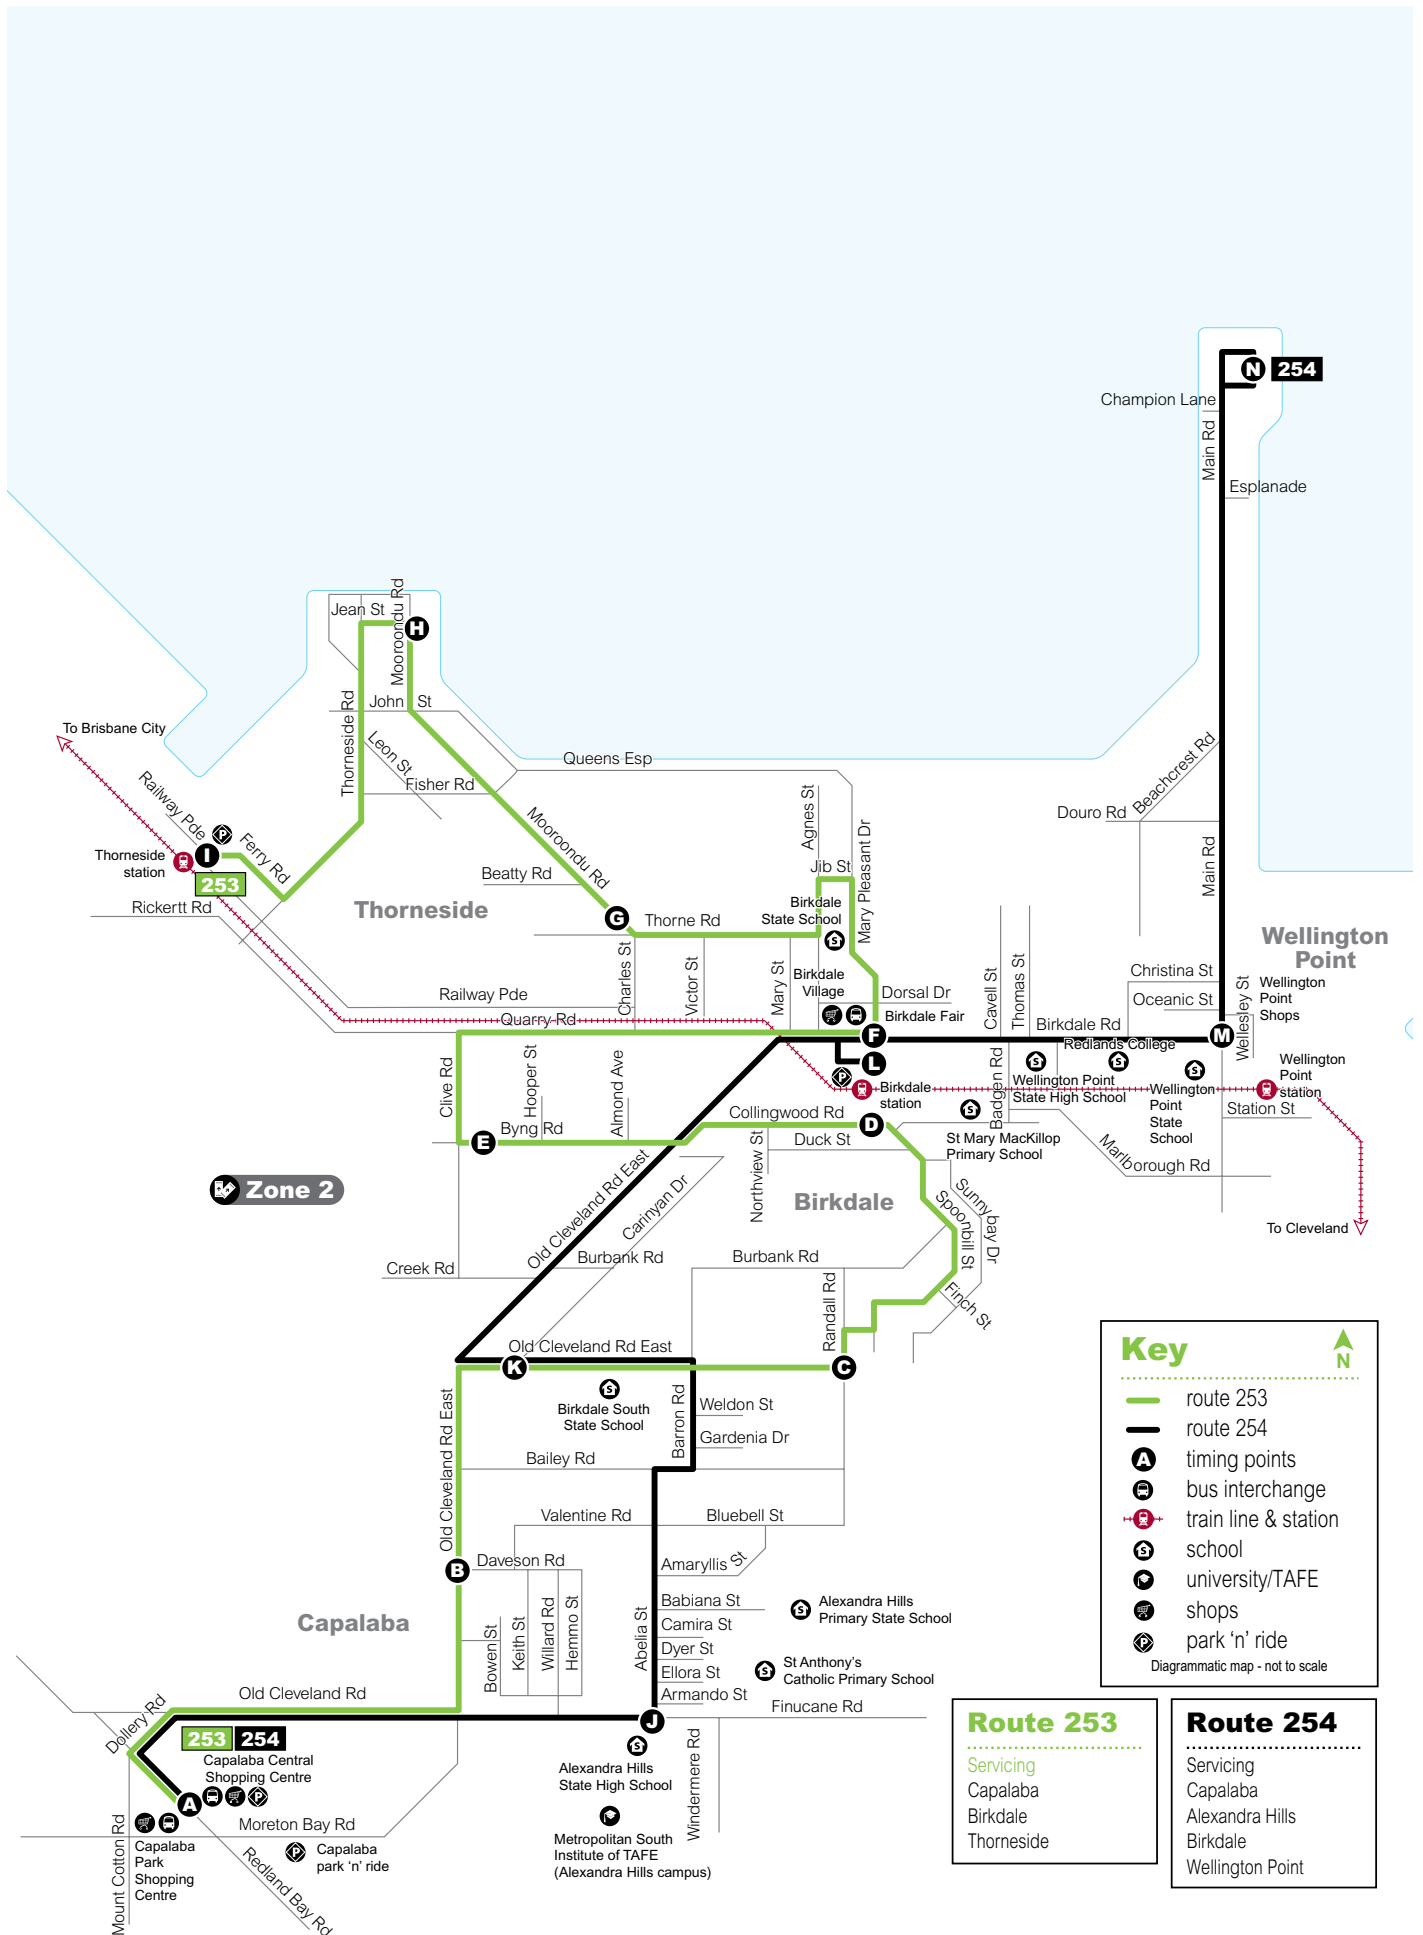 N
254
Champion Lane
Main Rd
Esplanade
Jean St
Mooroondu Rd
H
Thorneside Rd
John St
To Brisbane City
Leon St
Queens Esp
Fisher Rd
Beachcrest Rd
Railway Pde
Agnes St
Douro Rd
P
Ferry Rd
Mooroondu Rd
Mary Pleasant Dr
I
Thorneside
station
Jib St
Main Rd
Beatty Rd
253
Birkdale
State School
Rickertt Rd
Thorneside
G
Thorne Rd
S
Wellington
Point
Charles St
Victor St
Mary St
Birkdale
Village
Cavell St
Thomas St
Christina St
Wellesley St
Wellington
Point
Shops
Railway Pde
Dorsal Dr
Oceanic St
Quarry Rd
Birkdale Fair
Birkdale Rd
F
M
Redlands College
Clive Rd
Hooper St
Almond Ave
L
Badgen Rd
S
S
S
Wellington
Point
station
P
Birkdale
station
Wellington Point
State High School
Wellington
Point
State
School
Station St
Collingwood Rd
S
E
Byng Rd
D
Northview St
Duck St
St Mary MacKillop
Primary School
Marlborough Rd
Zone 2
Old Cleveland Rd East
Carinyan Dr
Birkdale
Spoonbill St
Sunnybay Dr
To Cleveland
Creek Rd
Burbank Rd
Burbank Rd
Randall Rd
Finch St
Old Cleveland Rd East
K
C
S
Birkdale South
State School
Old Cleveland Rd East
Barron Rd
Weldon St
Gardenia Dr
Bailey Rd
Valentine Rd
Bluebell St
B
Daveson Rd
Amaryllis St
Capalaba
Bowen St
Keith St
Willard Rd
Hemmo St
Abelia St
Babiana St
S
Alexandra Hills
Primary State School
Camira St
Dyer St
Ellora St
S
St Anthony's
Catholic Primary School
Armando St
Old Cleveland Rd
Finucane Rd
Dollery Rd
J
253
254
Capalaba Central
Shopping Centre
S
Alexandra Hills
State High School
Windermere Rd
A
P
Metropolitan South
Institute of TAFE
(Alexandra Hills campus)
Mount Cotton Rd
Moreton Bay Rd
Capalaba
Park
Shopping
Centre
P
Capalaba
park ‘n’ ride
Redland Bay Rd
Key
N
route 253
route 254
A
timing points
bus interchange
train line & station
S
school
university/TAFE
shops
P
park ‘n’ ride
Diagrammatic map - not to scale
Route 253
Servicing
Capalaba
Birkdale
Thorneside
Route 254
Servicing
Capalaba
Alexandra Hills
Birkdale
Wellington Point